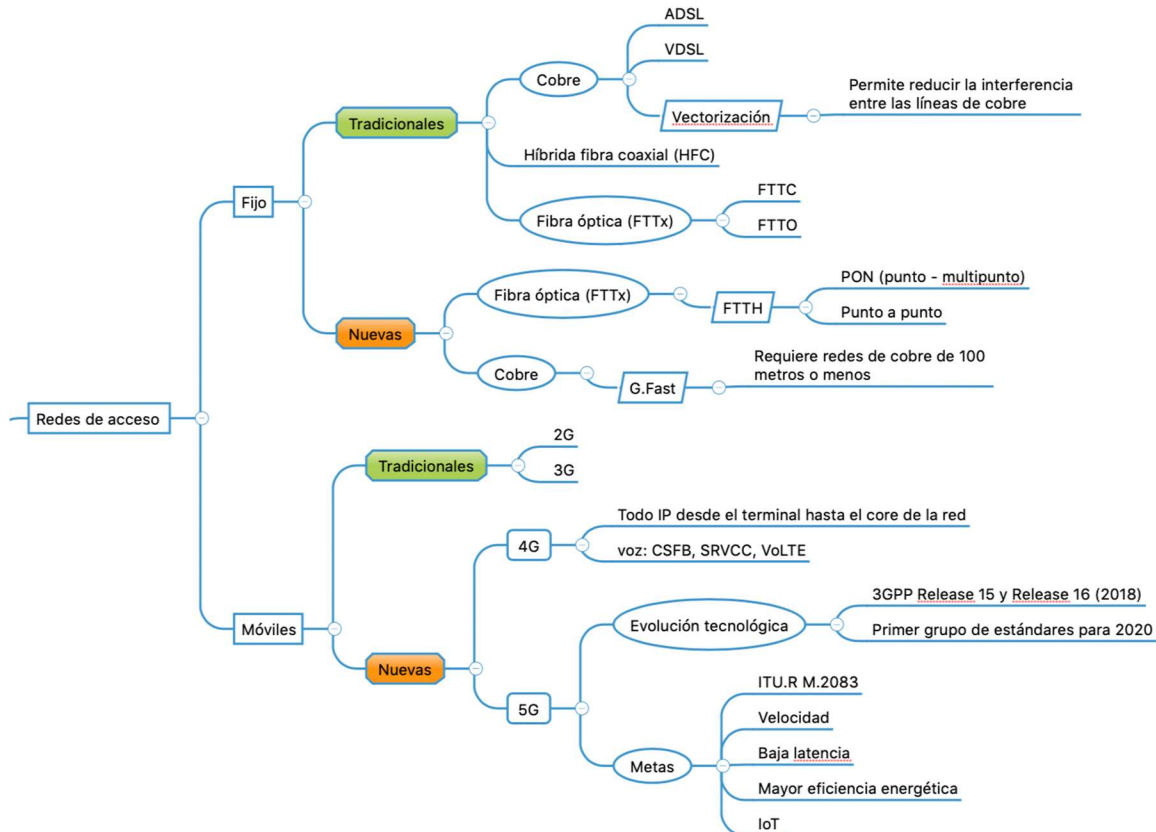 ADSL
VDSL
Cobre
Permite reducir la interferencia
entre las líneas de cobre
Vectorización
Tradicionales
Híbrida fibra coaxial (HFC)
FTTC
Fijo
Fibra óptica (FTTx)
FTTO
PON (punto - multipunto)
Fibra óptica (FTTx)
FTTH
Punto a punto
Nuevas
Requiere redes de cobre de 100
metros o menos
Cobre
G.Fast
Redes de acceso
2G
Tradicionales
3G
Todo IP desde el terminal hasta el core de la red
4G
voz: CSFB, SRVCC, VoLTE
3GPP Release 15 y Release 16 (2018)
Evolución tecnológica
Primer grupo de estándares para 2020
Móviles
Nuevas
ITU.R M.2083
5G
Velocidad
Baja latencia
Metas
Mayor eficiencia energética
IoT